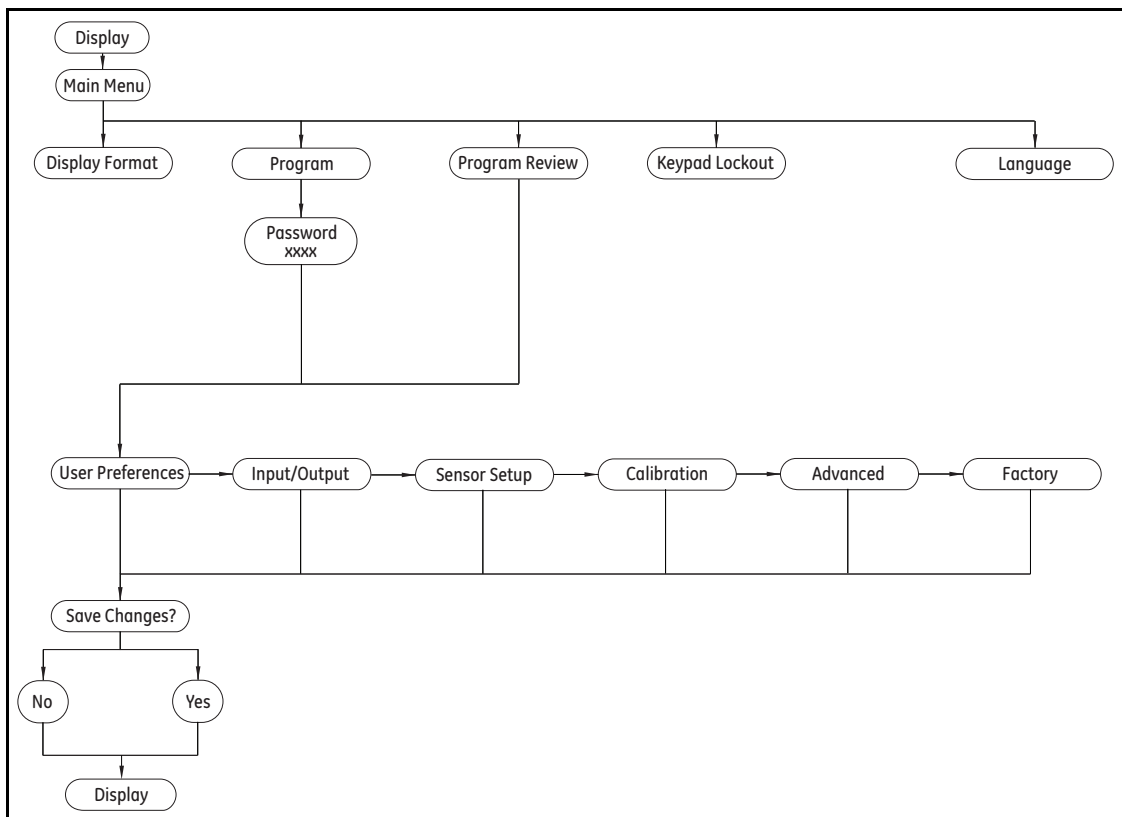 Display
Main Menu
Display Format
Program
Program Review
Keypad Lockout
Language
Password
xxxx
User Preferences
Input/Output
Sensor Setup
Calibration
Advanced
Factory
Save Changes?
No
Yes
Display